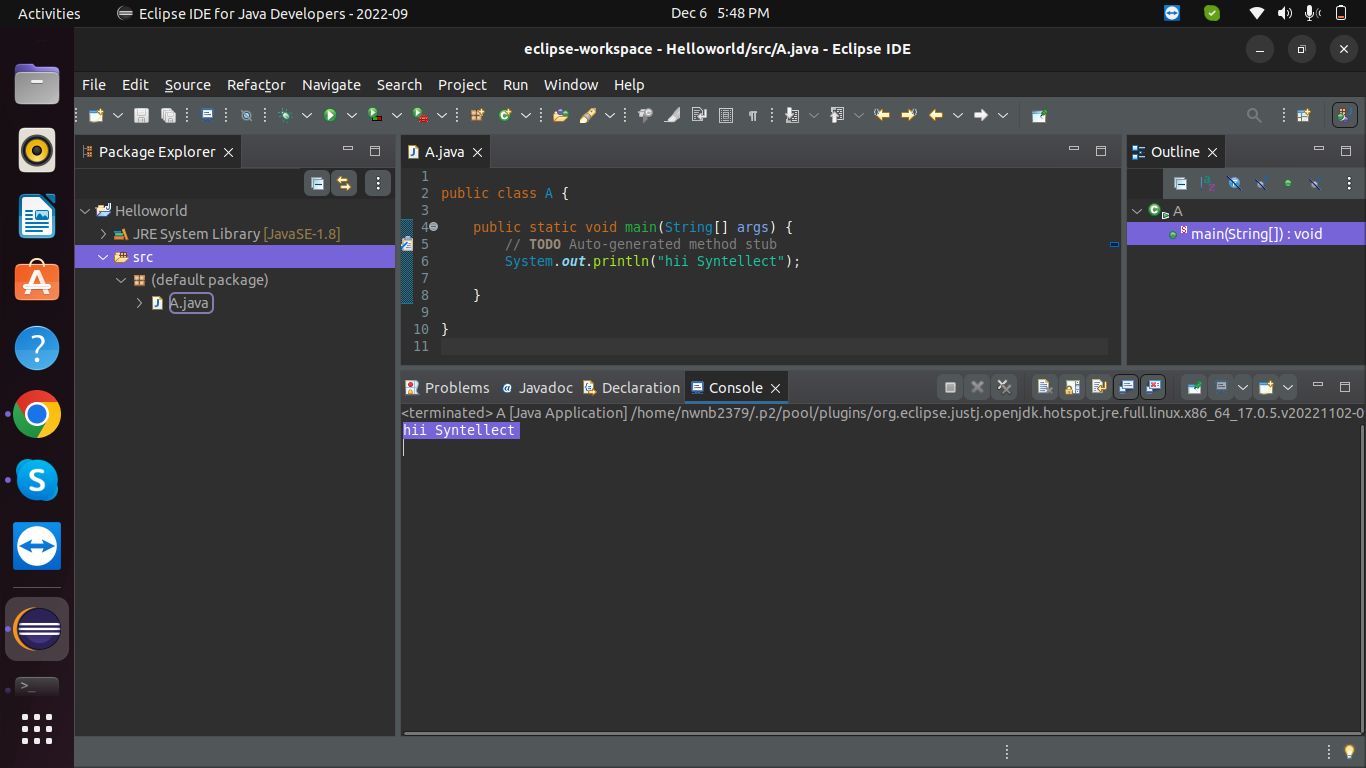 Activities
Eclipse IDE for Java Developers - 2022-09
Dec 6 5:48 PM
eclipse-workspace - Helloworld/src/A.java - Eclipse IDE
File Edit Source Refactor Navigate Search Project Run Window Help
Package Explorer
Helloworld
JRE System Library [JavaSE-1.8]
src
(default package)
A.java
A.java
1
2 public class A {
3
4 public static void main(String[] args) {
5 // TODO Auto-generated method stub
6 System.out.println("hii Syntellect");
7
8 }
9
10 }
11
Outline
A
main(String[]) : void
Problems Javadoc Declaration Console
<terminated> A [Java Application] /home/nwnb2379/.p2/pool/plugins/org.eclipse.justj.openjdk.hotspot.jre.full.linux.x86_64_17.0.5.v20221102-0
hii Syntellect